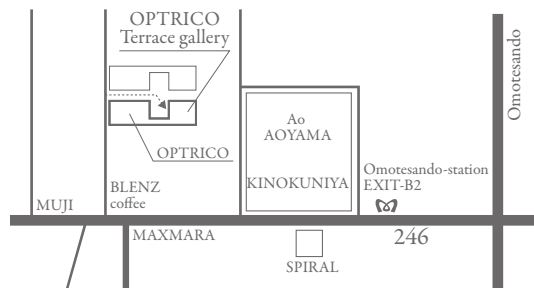 OPTRICO
Terrace gallery
OPTRICO
Ao
AOYAMA
KINOKUNIYA
Omotesando
Omotesando-station
EXIT-B2
BLENZ
coffee
MUJI
MAXMARA
SPIRAL
246